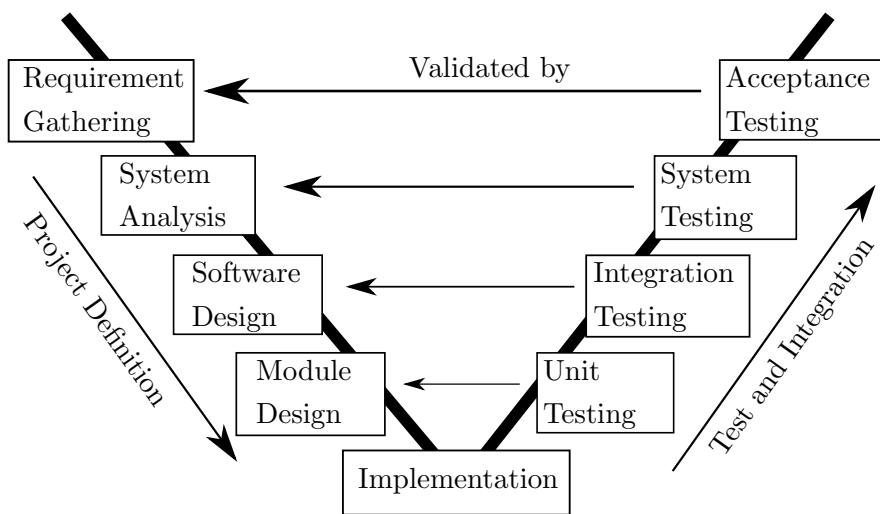 Validated by
Requirement
Gathering
Acceptance
Testing
System
Analysis
System
Testing
Software
Design
Integration
Testing
Module
Design
Unit
Testing
Implementation
Project Definition
Test and Integration